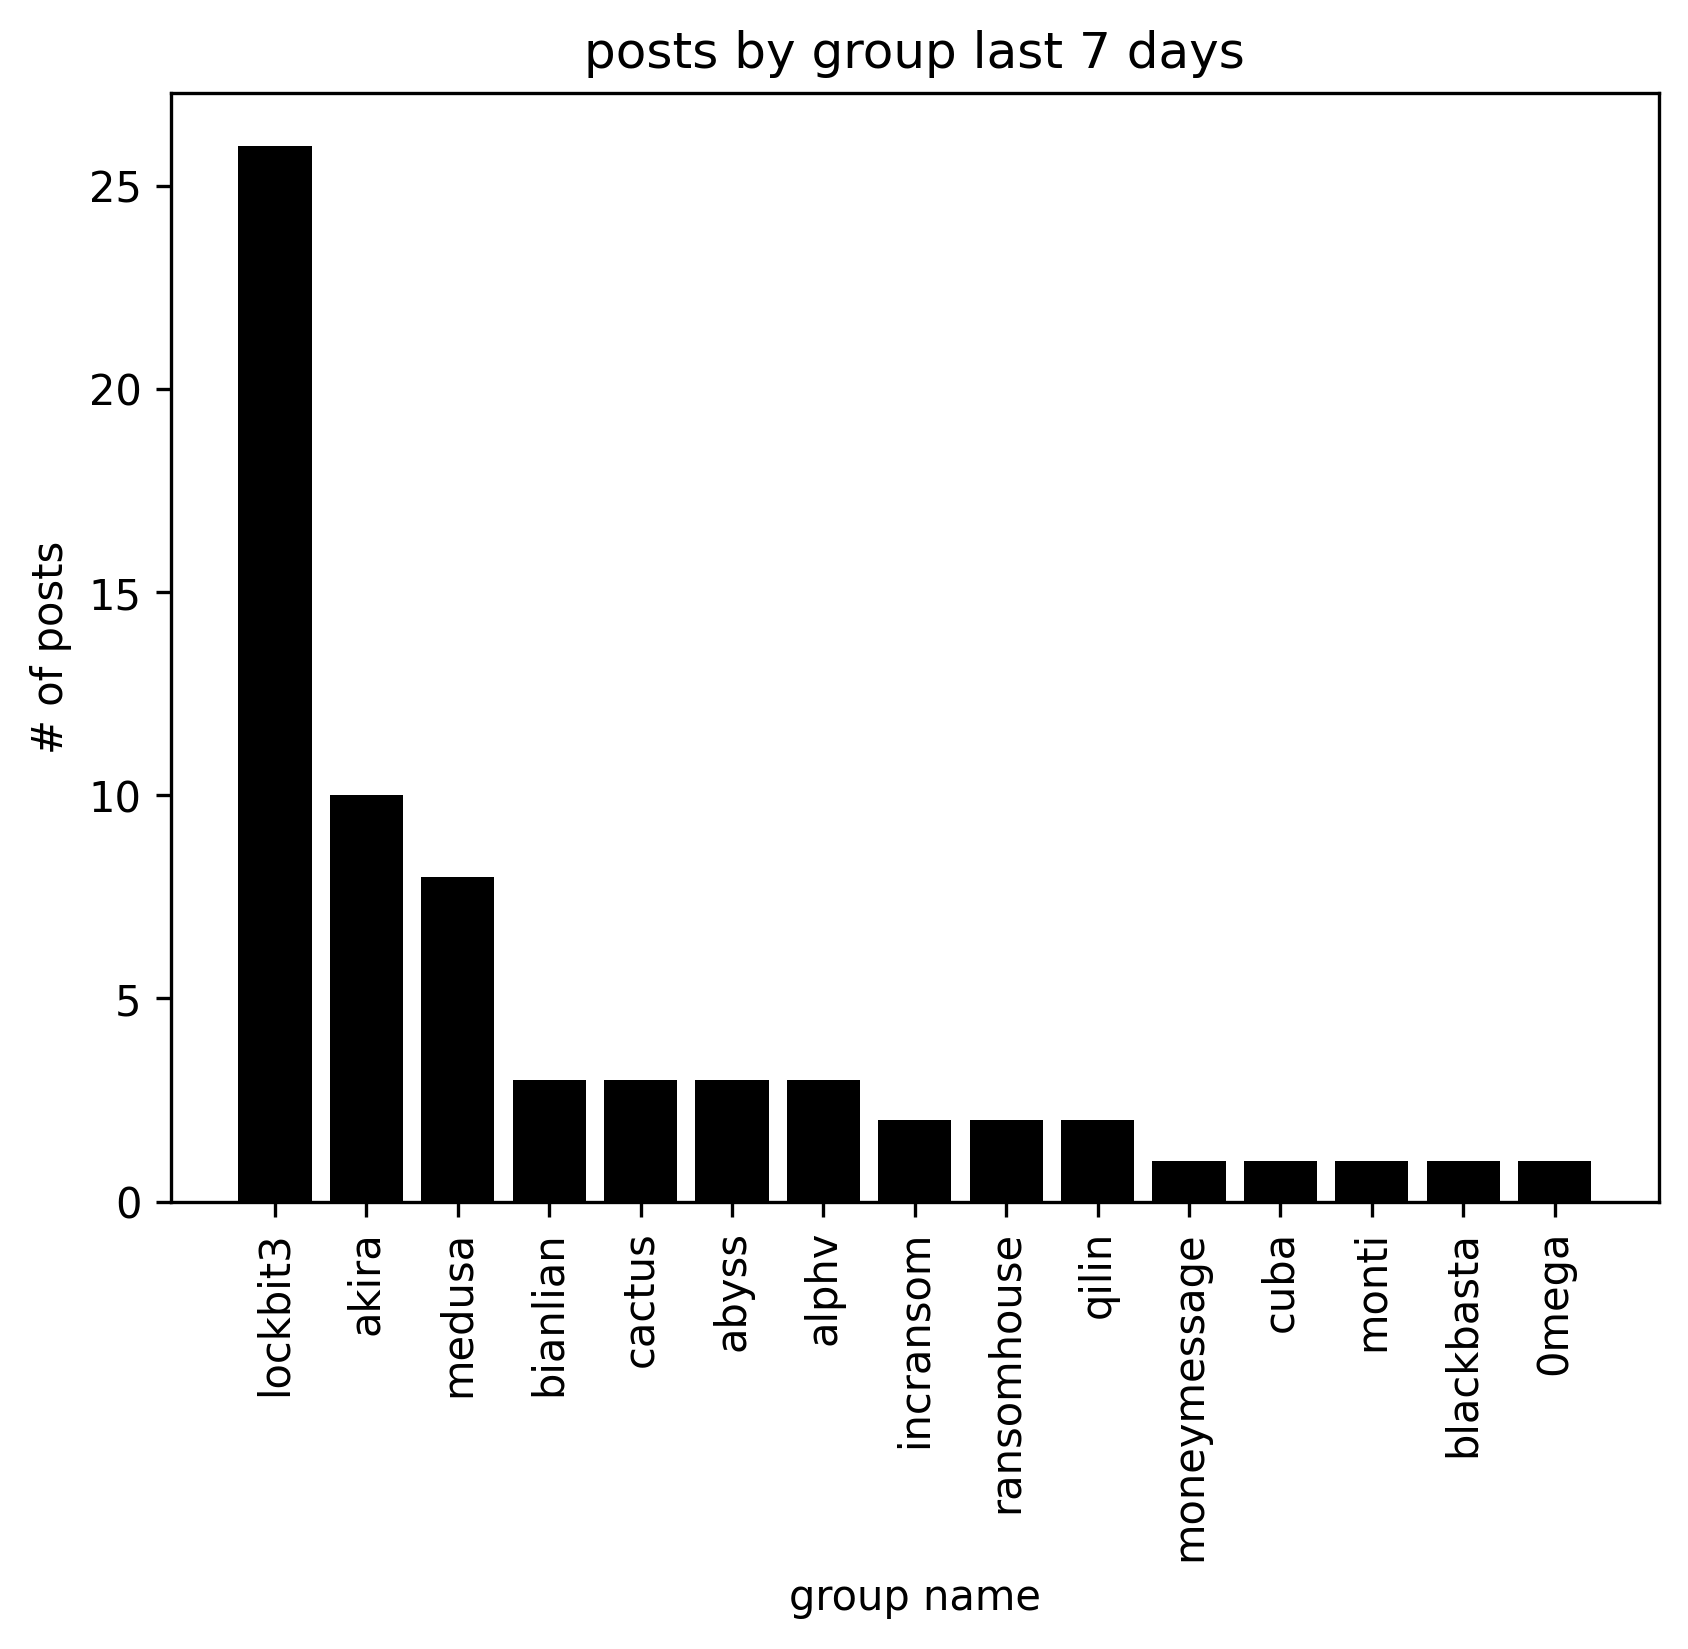 posts by group last 7 days
# of posts
25
20
15
10
5
0
lockbit3
akira
medusa
bianlian
cactus
abyss
alphv
incransom
ransomhouse
qilin
moneymessage
cuba
monti
blackbasta
0mega
group name